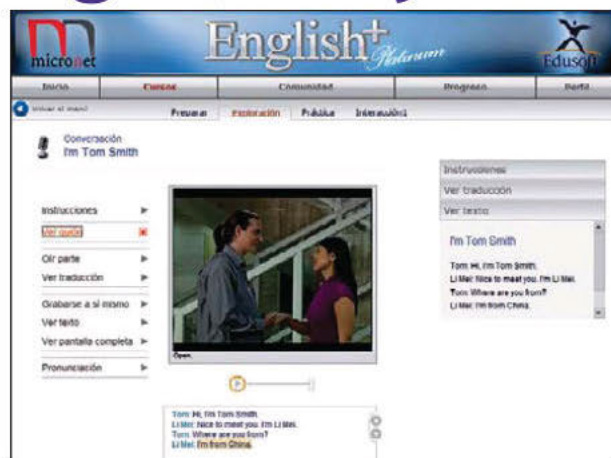 micronet
English+
Platinum
Edusoft
Inicio
Cursos
Comunidad
Progreso
Perfil
Volver al menú
Preparar
Exploración
Práctica
Interacción1
Conversación
I'm Tom Smith
Instrucciones
Ver guión
Oír parte
Ver traducción
Grabarse a sí mismo
Ver texto
Ver pantalla completa
Pronunciación
Open.
Tom: Hi, I'm Tom Smith.
Li Mei: Nice to meet you. I'm Li Mei.
Tom: Where are you from?
Li Mei: I'm from China.
Instrucciones
Ver traducción
Ver texto
I'm Tom Smith
Tom: Hi, I'm Tom Smith.
Li Mei: Nice to meet you. I'm Li Mei.
Tom: Where are you from?
Li Mei: I'm from China.